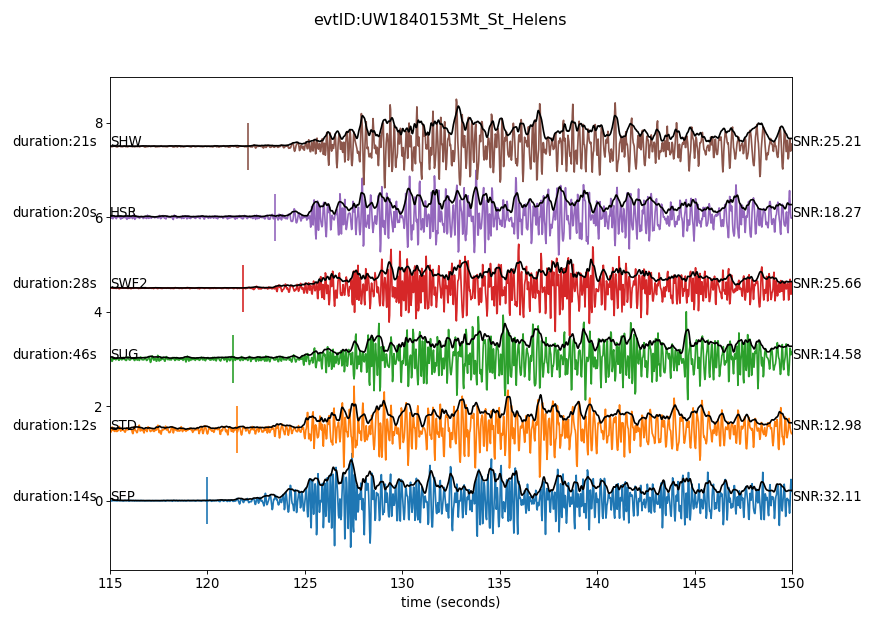 evtID:UW1840153Mt_St_Helens
8
duration:21s SHW SNR:25.21
duration:20s HSR SNR:18.27
6
duration:28s SWF2 SNR:25.66
4
duration:46s SUG SNR:14.58
2
duration:12s STD SNR:12.98
duration:14s SEP SNR:32.11
0
115 120 125 130 135 140 145 150
time (seconds)